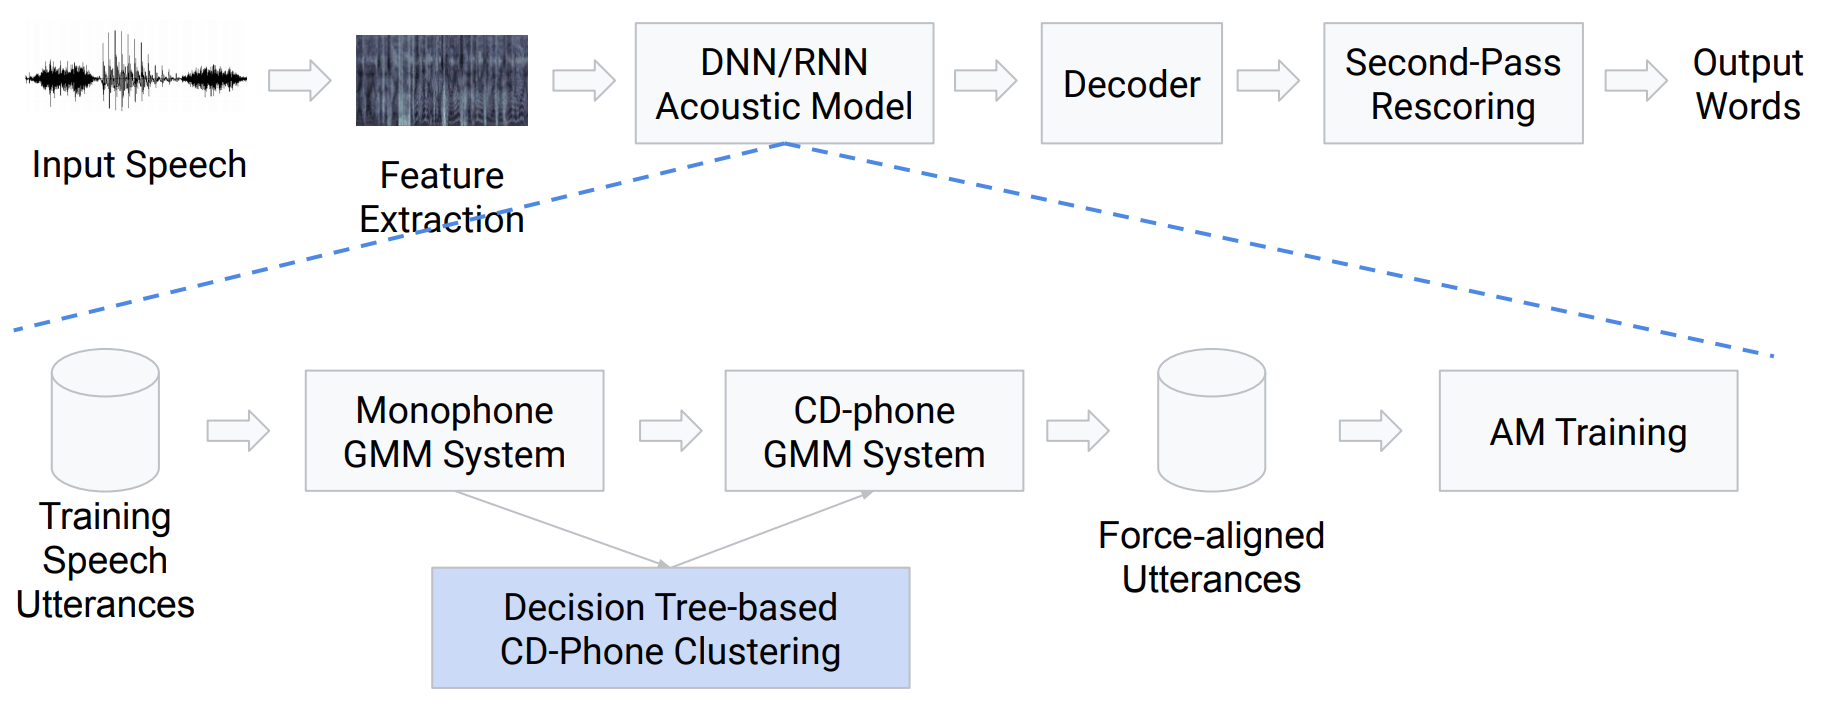 Input Speech
Feature
Extraction
DNN/RNN
Acoustic Model
Decoder
Second-Pass
Rescoring
Output
Words
Training
Speech
Utterances
Monophone
GMM System
CD-phone
GMM System
Decision Tree-based
CD-Phone Clustering
Force-aligned
Utterances
AM Training